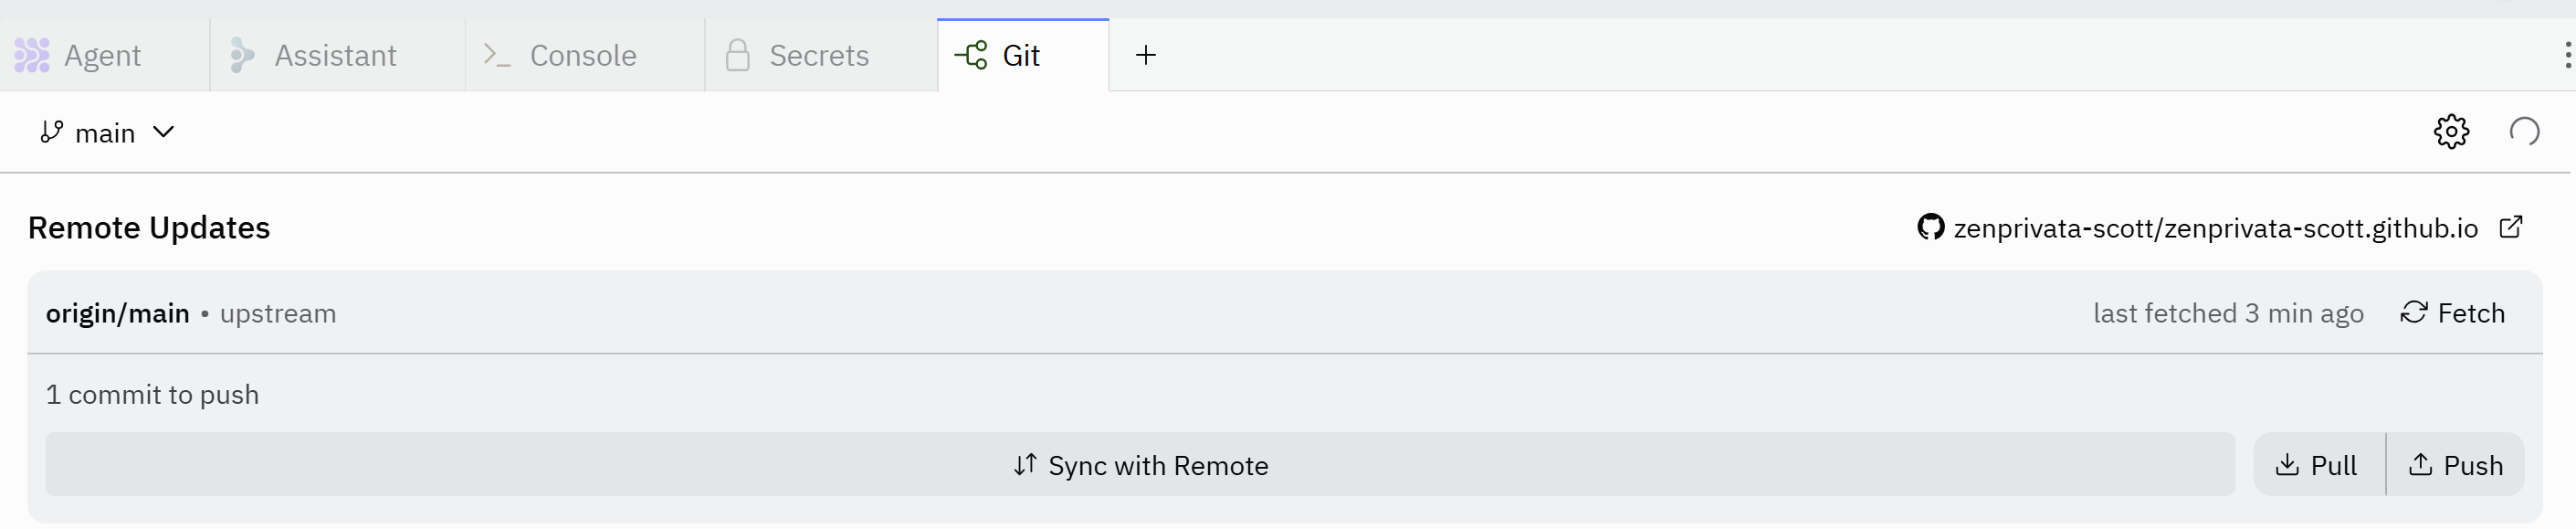 Agent Assistant Console Secrets Git
main
Remote Updates zenprivata-scott/zenprivata-scott.github.io
origin/main • upstream last fetched 3 min ago Fetch
1 commit to push
Sync with Remote Pull Push